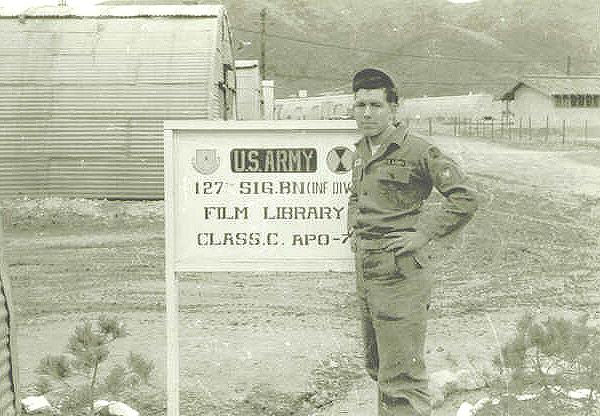 U.S. ARMY
127TH SIG. BN (INF DIV
FILM LIBRARY
CLASS. C. APO-7